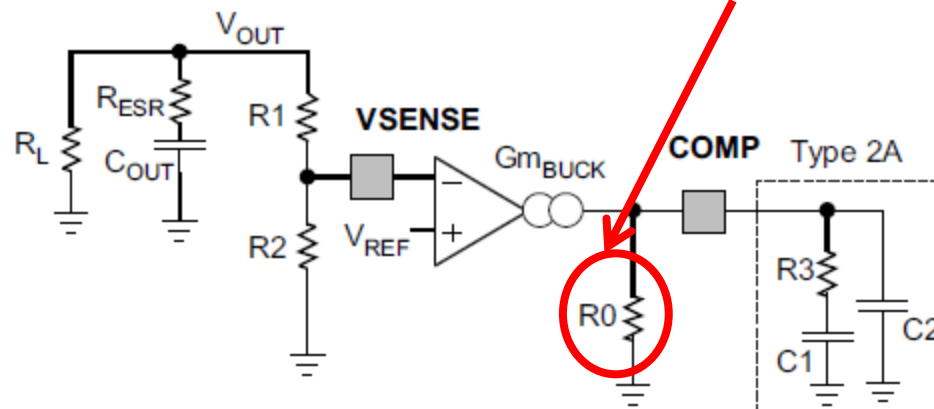 VOUT
RESR
R1
VSENSE
RL
COUT
GmBUCK
COMP
Type 2A
R2
VREF
R0
R3
C1
C2
−
+